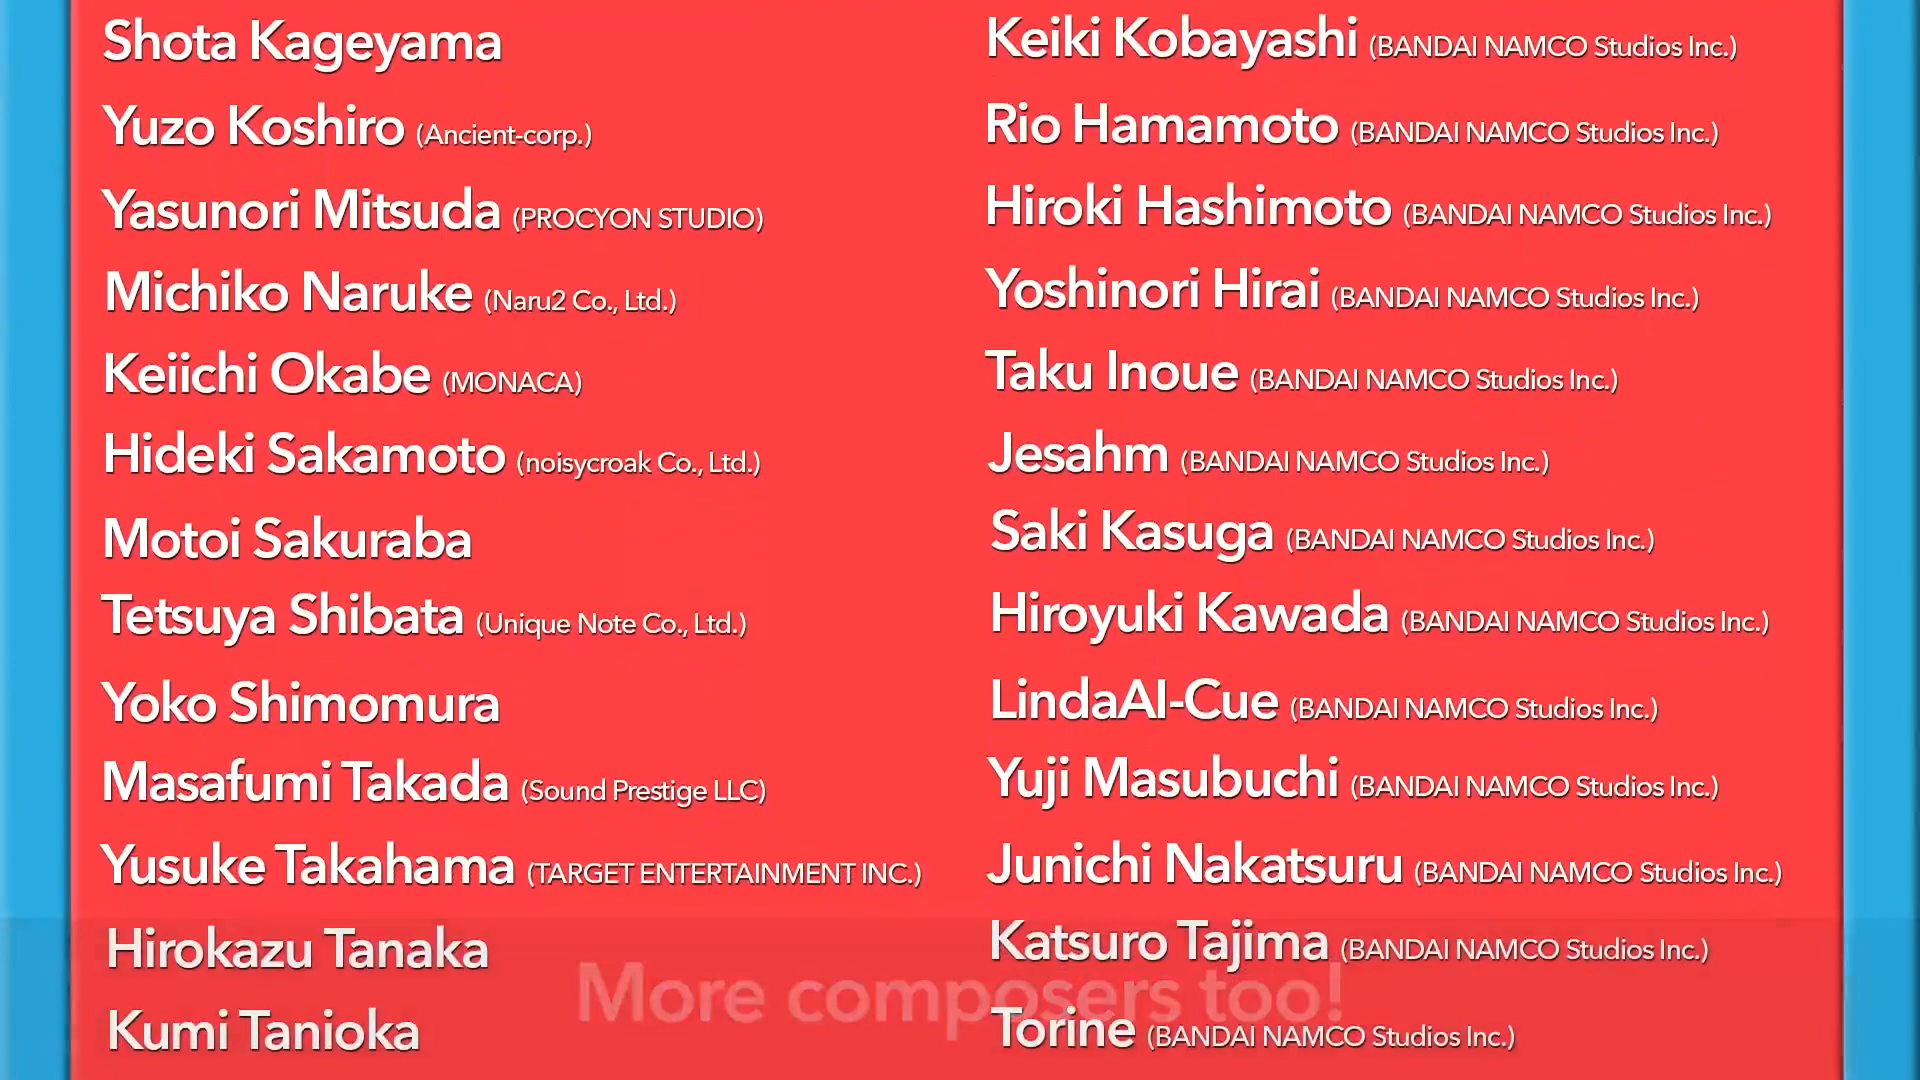 Shota Kageyama
Yuzo Koshiro (Ancient-corp.)
Yasunori Mitsuda (PROCYON STUDIO)
Michiko Naruke (Naru2 Co., Ltd.)
Keiichi Okabe (MONACA)
Hideki Sakamoto (noisycroak Co., Ltd.)
Motoi Sakuraba
Tetsuya Shibata (Unique Note Co., Ltd.)
Yoko Shimomura
Masafumi Takada (Sound Prestige LLC)
Yusuke Takahama (TARGET ENTERTAINMENT INC.)
Hirokazu Tanaka
Kumi Tanioka
Keiki Kobayashi (BANDAI NAMCO Studios Inc.)
Rio Hamamoto (BANDAI NAMCO Studios Inc.)
Hiroki Hashimoto (BANDAI NAMCO Studios Inc.)
Yoshinori Hirai (BANDAI NAMCO Studios Inc.)
Taku Inoue (BANDAI NAMCO Studios Inc.)
Jesahm (BANDAI NAMCO Studios Inc.)
Saki Kasuga (BANDAI NAMCO Studios Inc.)
Hiroyuki Kawada (BANDAI NAMCO Studios Inc.)
LindaAI-Cue (BANDAI NAMCO Studios Inc.)
Yuji Masubuchi (BANDAI NAMCO Studios Inc.)
Junichi Nakatsuru (BANDAI NAMCO Studios Inc.)
Katsuro Tajima (BANDAI NAMCO Studios Inc.)
Torine (BANDAI NAMCO Studios Inc.)
More composers too!